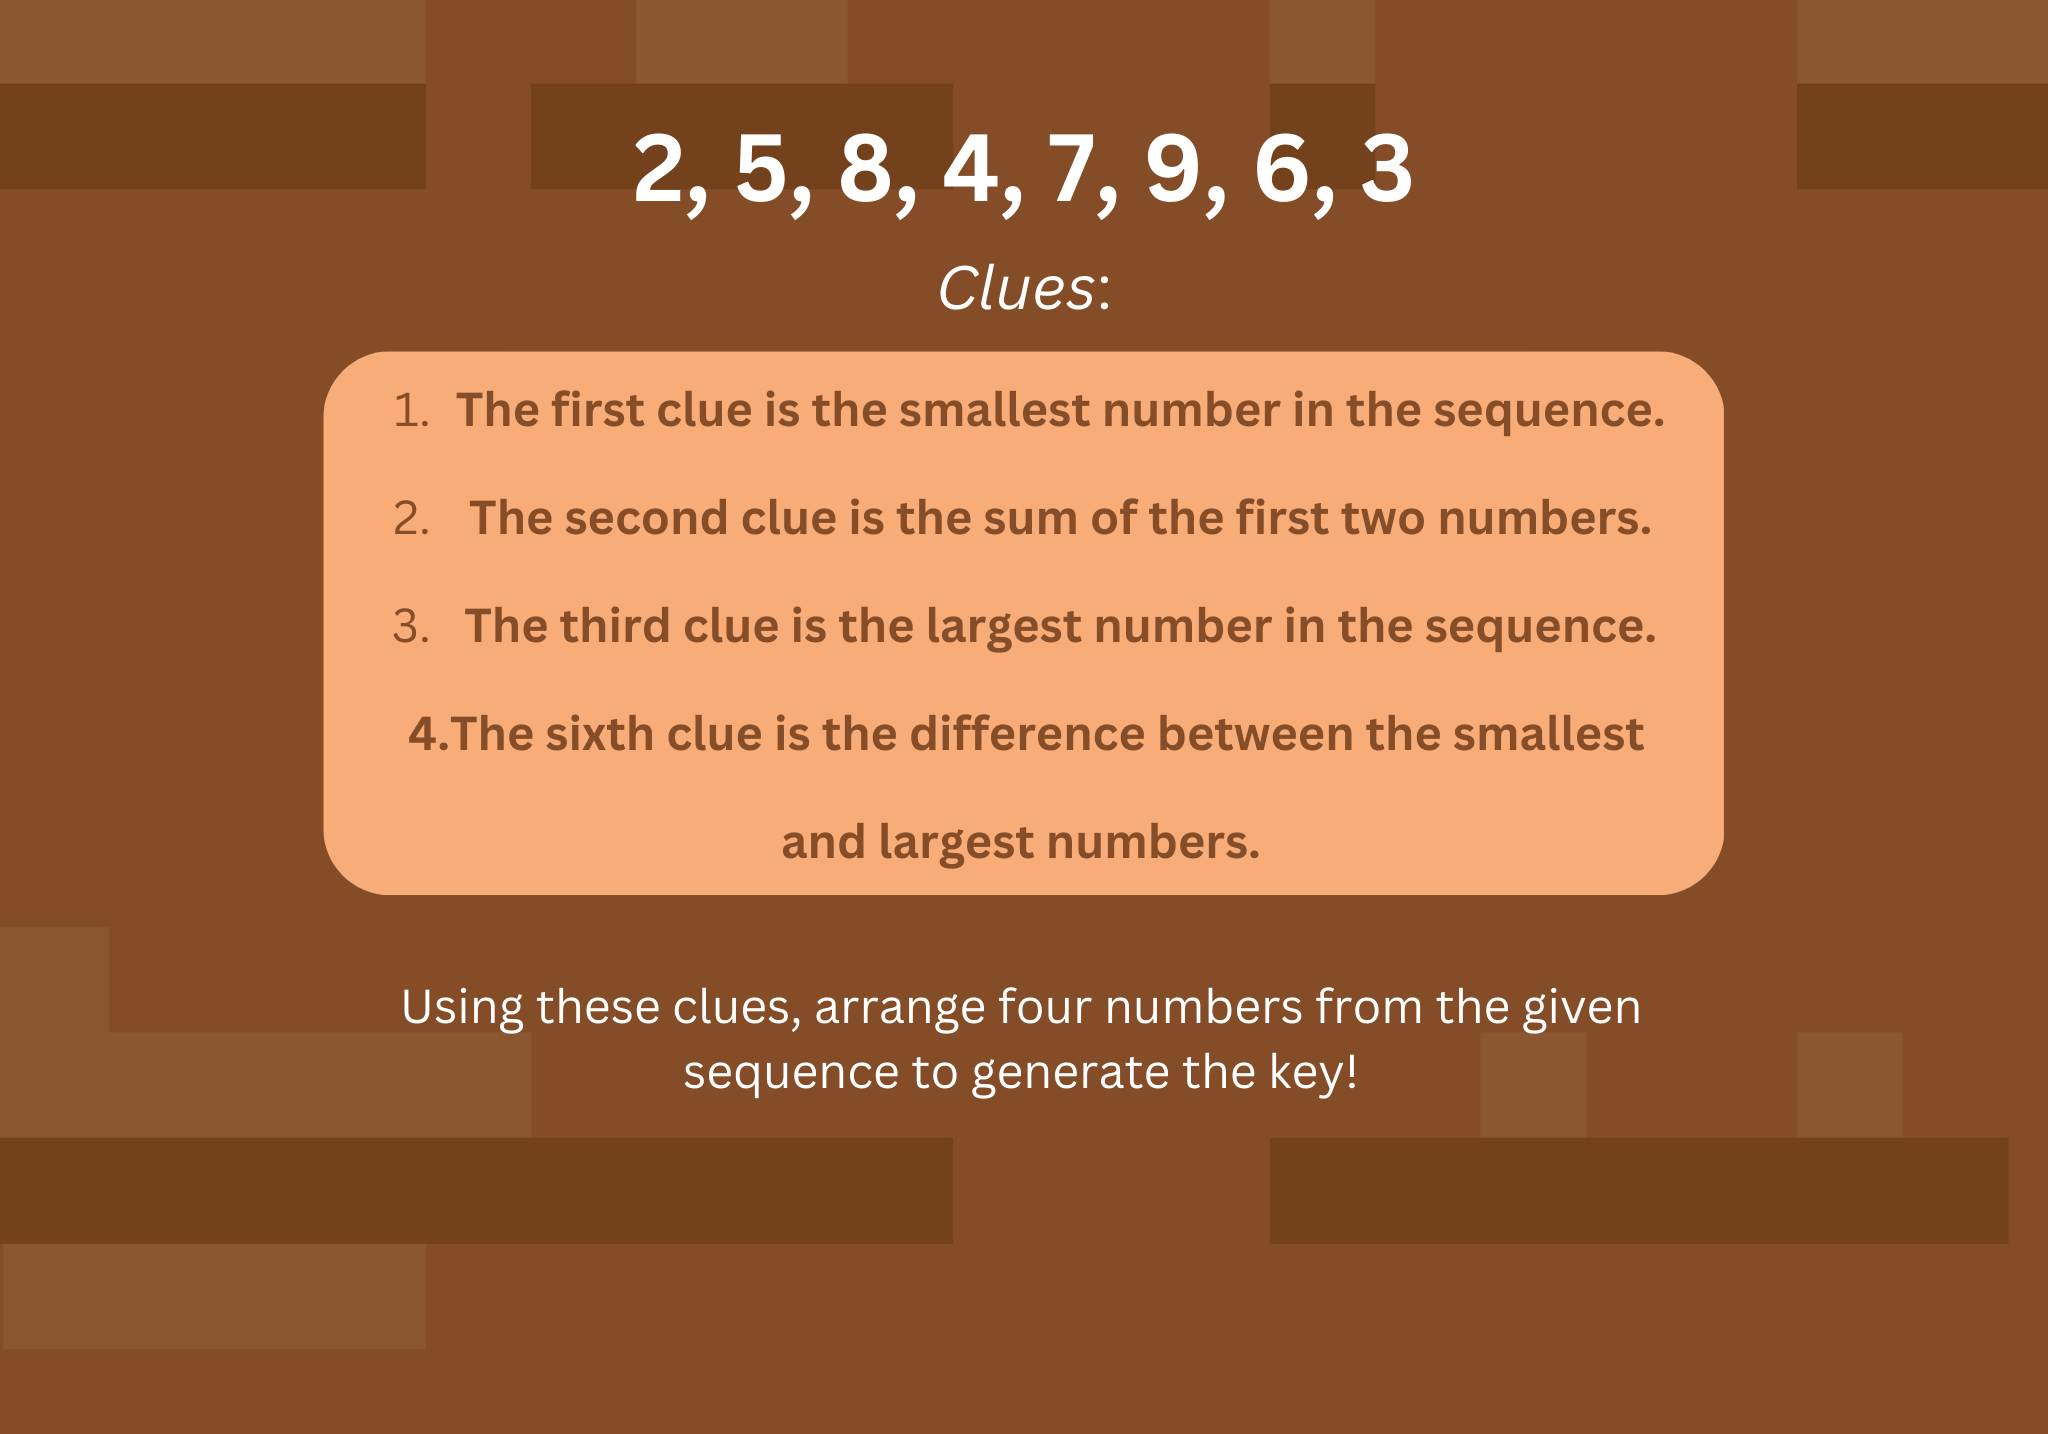 2, 5, 8, 4, 7, 9, 6, 3
Clues:
1. The first clue is the smallest number in the sequence.
2. The second clue is the sum of the first two numbers.
3. The third clue is the largest number in the sequence.
4.The sixth clue is the difference between the smallest
and largest numbers.
Using these clues, arrange four numbers from the given
sequence to generate the key!